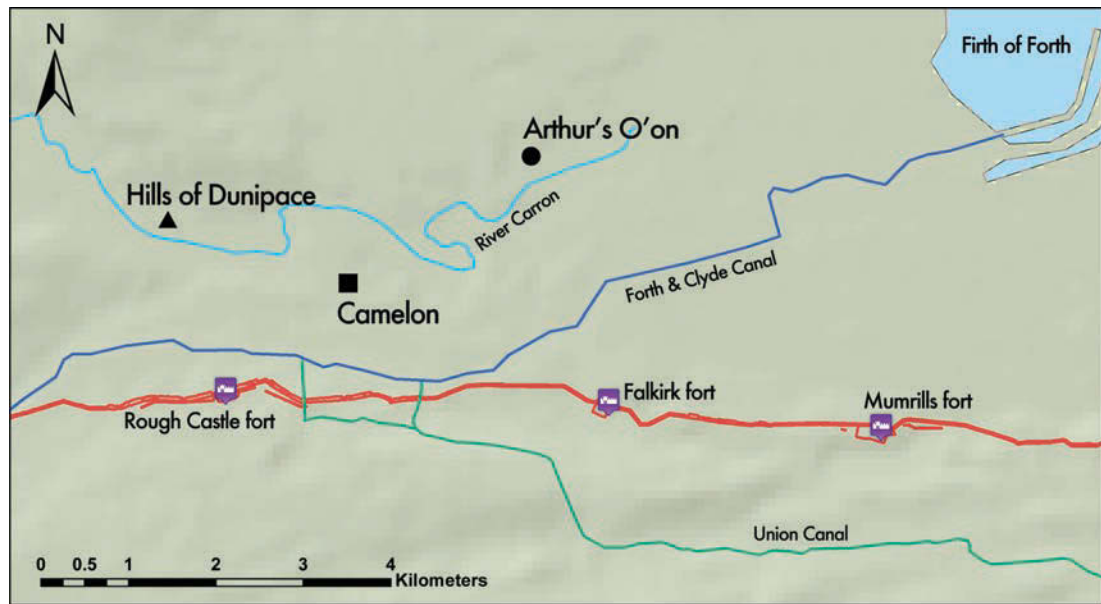 N
Firth of Forth
Arthur's O'on
Hills of Dunipace
River Carron
Forth & Clyde Canal
Camelon
Falkirk fort
Mumrills fort
Rough Castle fort
Union Canal
0 0.5 1 2 3 4
Kilometers